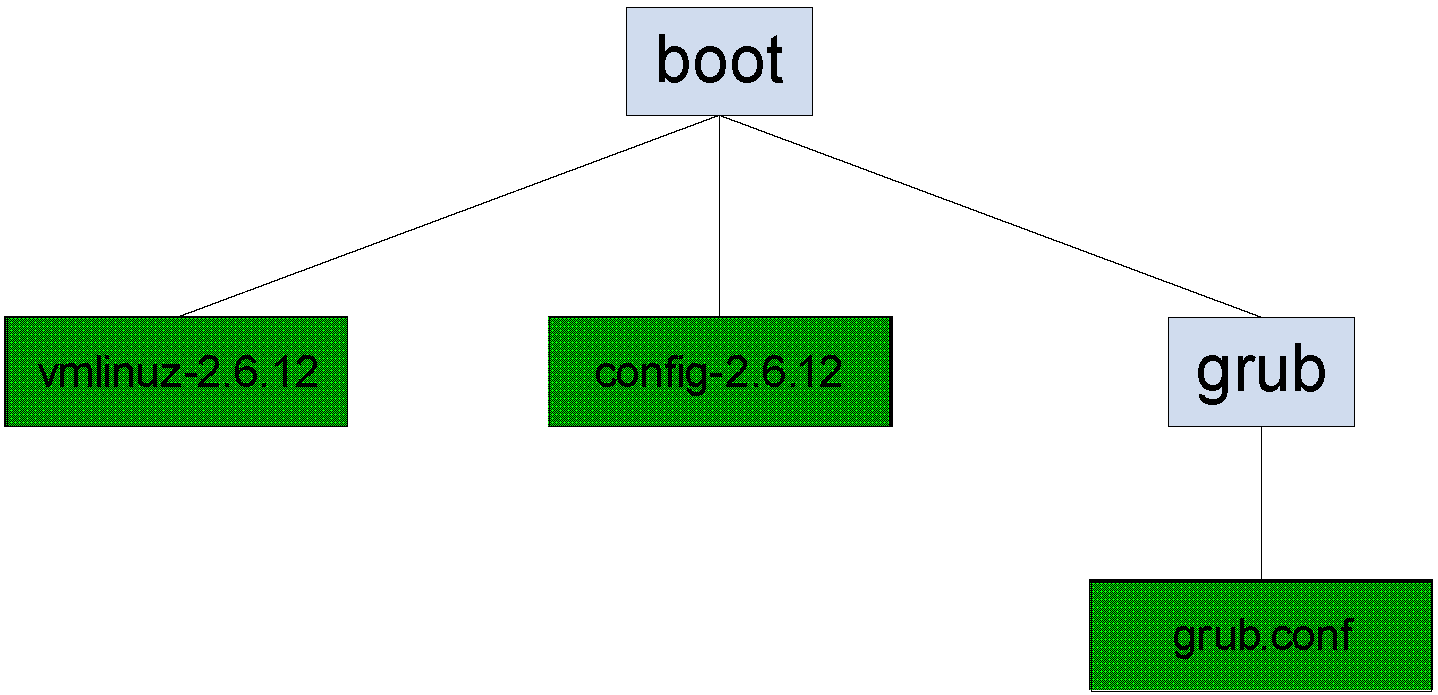 boot
vmlinuz-2.6.12
config-2.6.12
grub
grub.conf